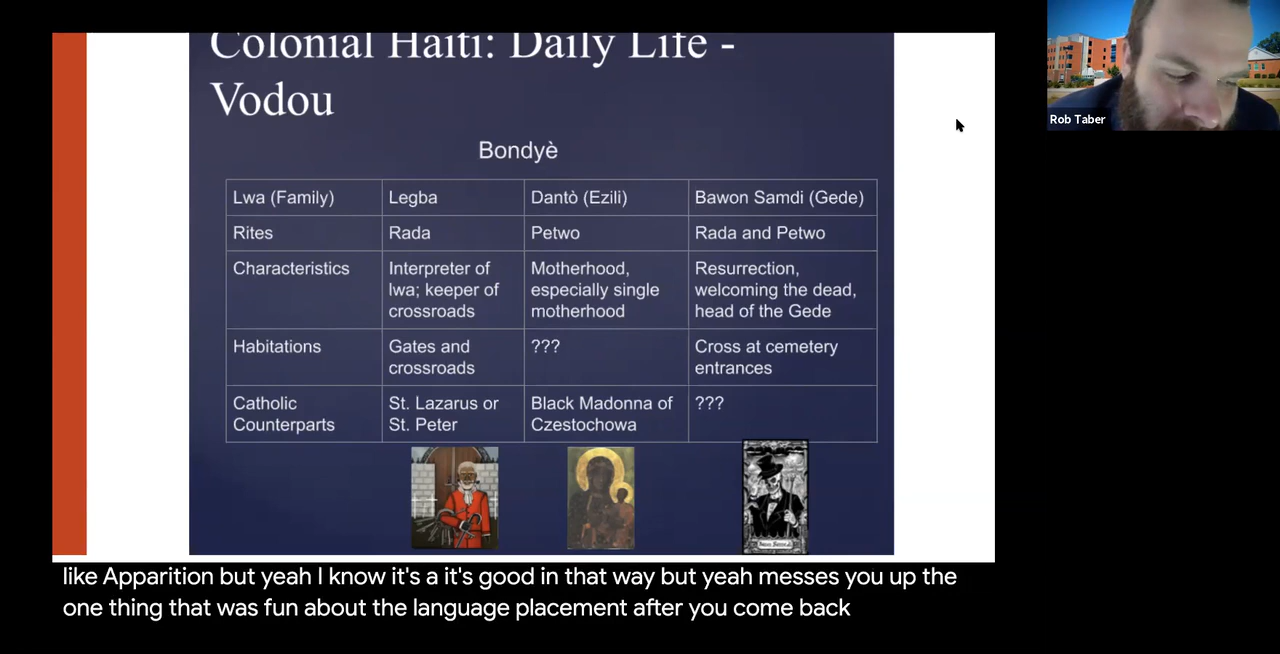 Colonial Haiti: Daily Life -
Vodou
Bondyè
Lwa (Family)
Legba
Dantò (Ezili)
Bawon Samdi (Gede)
Rites
Rada
Petwo
Rada and Petwo
Characteristics
Interpreter of
lwa; keeper of
crossroads
Motherhood,
especially single
motherhood
Resurrection,
welcoming the dead,
head of the Gede
Habitations
Gates and
crossroads
???
Cross at cemetery
entrances
Catholic
Counterparts
St. Lazarus or
St. Peter
Black Madonna of
Czestochowa
???
Rob Taber
like Apparition but yeah I know it's a it's good in that way but yeah messes you up the
one thing that was fun about the language placement after you come back